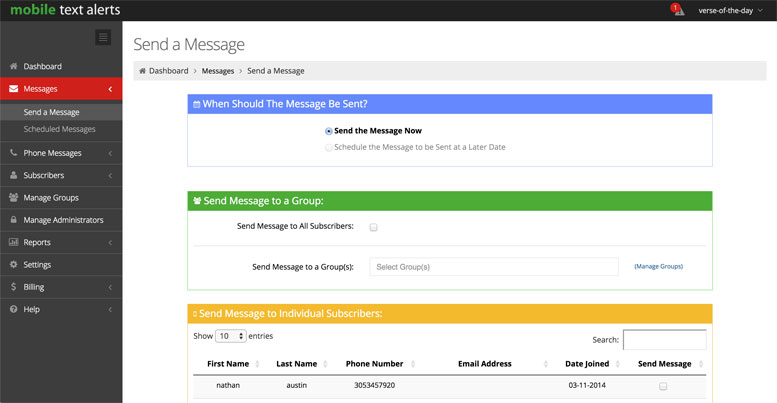 mobile text alerts
1
verse-of-the-day
Dashboard
Messages
Send a Message
Scheduled Messages
Phone Messages
Subscribers
Manage Groups
Manage Administrators
Reports
Settings
$ Billing
? Help
Send a Message
Dashboard > Messages > Send a Message
When Should The Message Be Sent?
Send the Message Now
Schedule the Message to be Sent at a Later Date
Send Message to a Group:
Send Message to All Subscribers:
Send Message to a Group(s): Select Group(s) (Manage Groups)
Send Message to Individual Subscribers:
Show 10 entries
Search:
First Name Last Name Phone Number Email Address Date Joined Send Message
nathan austin 3053457920 03-11-2014